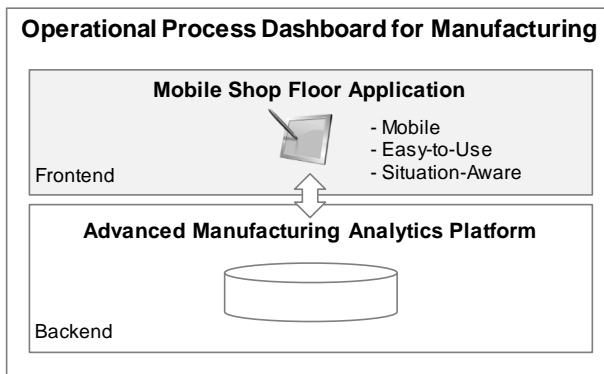 Operational Process Dashboard for Manufacturing
Mobile Shop Floor Application
- Mobile
- Easy-to-Use
- Situation-Aware
Frontend
Advanced Manufacturing Analytics Platform
Backend